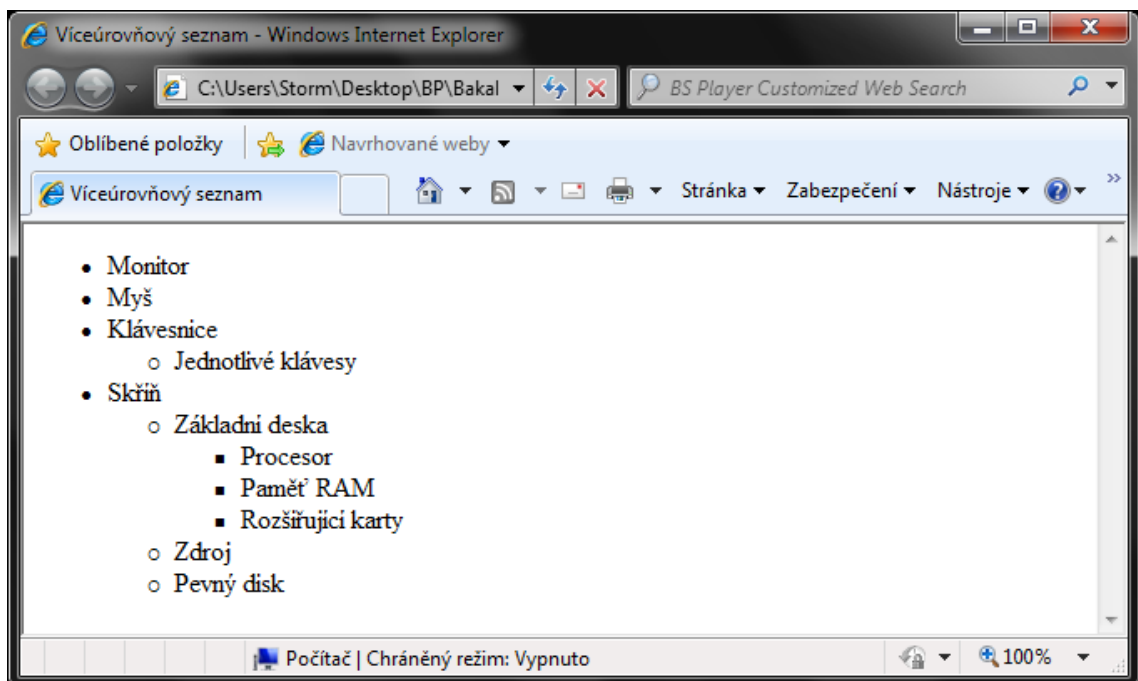 Víceúrovňový seznam - Windows Internet Explorer
C:\Users\Storm\Desktop\BP\Bakal
BS Player Customized Web Search
Oblíbené položky
Navrhované weby
Víceúrovňový seznam
Stránka
Zabezpečení
Nástroje
Monitor
Myš
Klávesnice
Jednotlivé klávesy
Skříň
Základní deska
Procesor
Paměť RAM
Rozšiřující karty
Zdroj
Pevný disk
Počítač | Chráněný režim: Vypnuto
100%